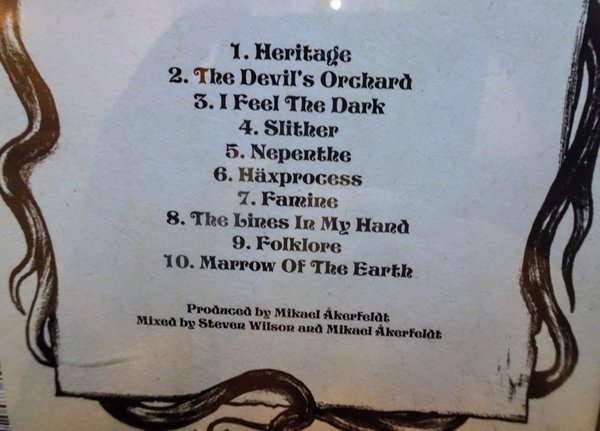 1. Heritage
2. The Devil's Orchard
3. I Feel The Dark
4. Slither
5. Nepenthe
6. Häxprocess
7. Famine
8. The Lines In My Hand
9. Folklore
10. Marrow Of The Earth
Produced by Mikael Åkerfeldt
Mixed by Steven Wilson and Mikael Åkerfeldt